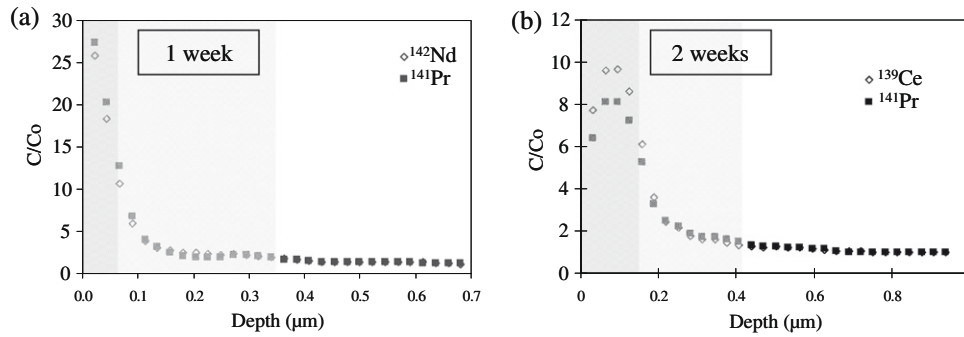 (a)
30
25
20
15
10
5
0
C/Co
1 week
◇ ¹⁴²Nd
■ ¹⁴¹Pr
0.0 0.1 0.2 0.3 0.4 0.5 0.6 0.7
Depth (µm)
(b)
12
10
8
6
4
2
0
C/Co
2 weeks
◇ ¹³⁹Ce
■ ¹⁴¹Pr
0 0.2 0.4 0.6 0.8
Depth (µm)